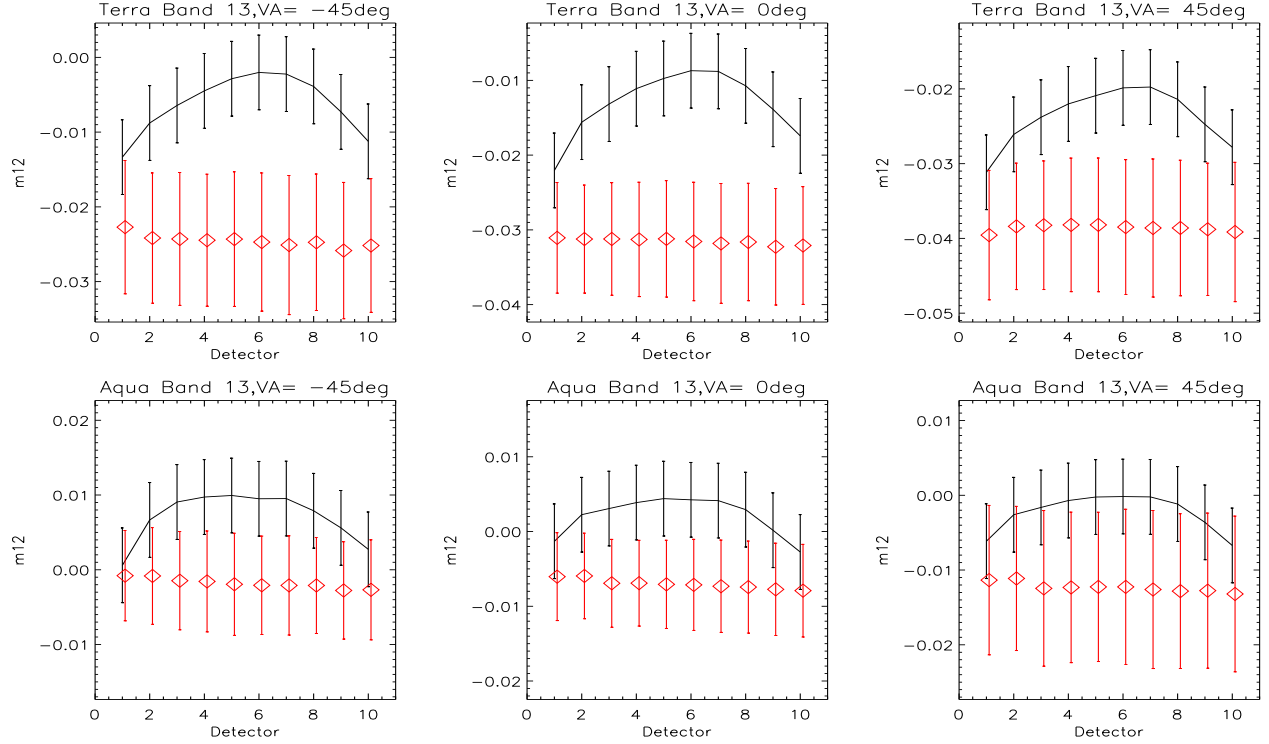 Terra Band 13,VA= −45deg
Terra Band 13,VA= 0deg
Terra Band 13,VA= 45deg
0.00
−0.01
−0.02
−0.03
m12
0 2 4 6 8 10
Detector
−0.01
−0.02
−0.03
−0.04
m12
0 2 4 6 8 10
Detector
−0.02
−0.03
−0.04
−0.05
m12
0 2 4 6 8 10
Detector
Aqua Band 13,VA= −45deg
Aqua Band 13,VA= 0deg
Aqua Band 13,VA= 45deg
0.02
0.01
0.00
−0.01
m12
0 2 4 6 8 10
Detector
0.01
0.00
−0.01
−0.02
m12
0 2 4 6 8 10
Detector
0.01
0.00
−0.01
−0.02
m12
0 2 4 6 8 10
Detector